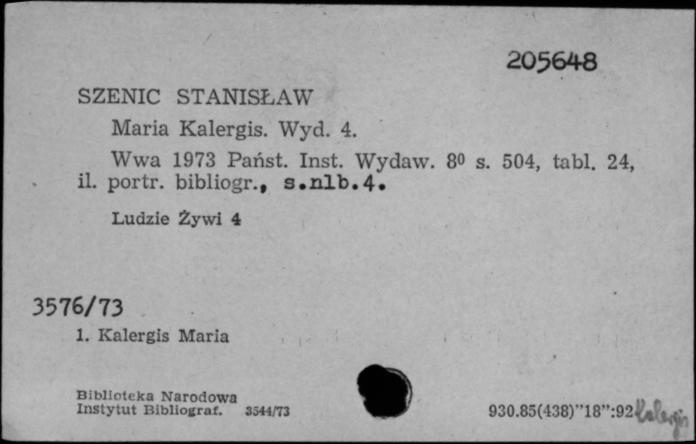 205648
SZENIC STANISŁAW
Maria Kalergis. Wyd. 4.
Wwa 1973 Państ. Inst. Wydaw. 8⁰ s. 504, tabl. 24,
il. portr. bibliogr., s.nlb.4.
Ludzie Żywi 4
3576/73
1. Kalergis Maria
Biblioteka Narodowa
Instytut Bibliograf. 3544/73
930.85(438)"18":92 Kalergis